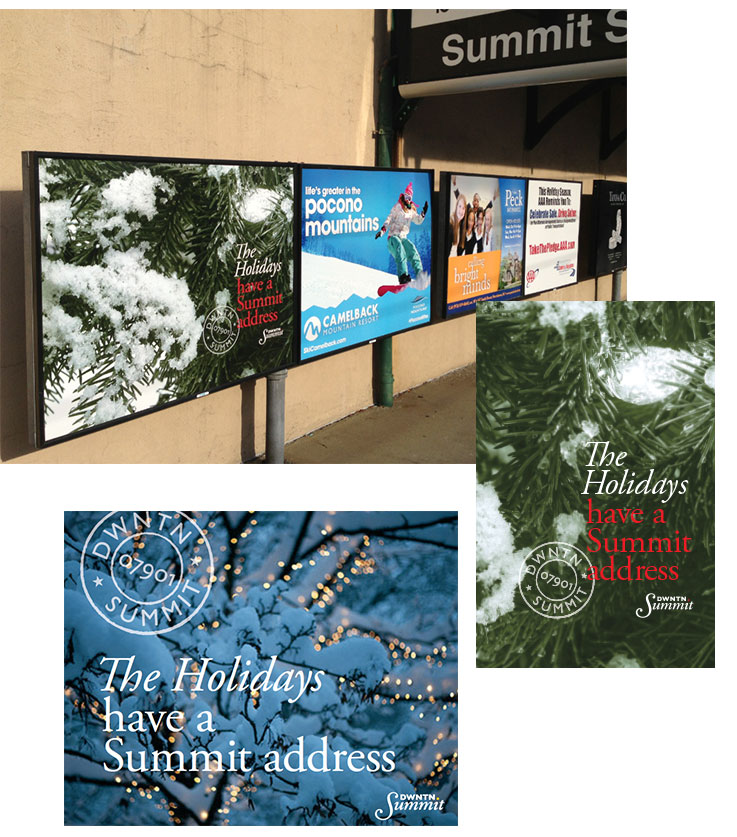 Summit S
The
Holidays
have a
Summit
address
DWNTN
07901
SUMMIT
DWNTN
Summit
life's greater in the
pocono
mountains
CAMELBACK
MOUNTAIN RESORT
SkiCamelback.com
Peck
bright
minds
This Holiday Season,
AAA Reminds You To:
Celebrate Safe. Drive Safer.
TakeThePledge.AAA.com
The
Holidays
have a
Summit
address
DWNTN
07901
SUMMIT
DWNTN
Summit
DWNTN
07901
SUMMIT
The Holidays
have a
Summit address
DWNTN
Summit